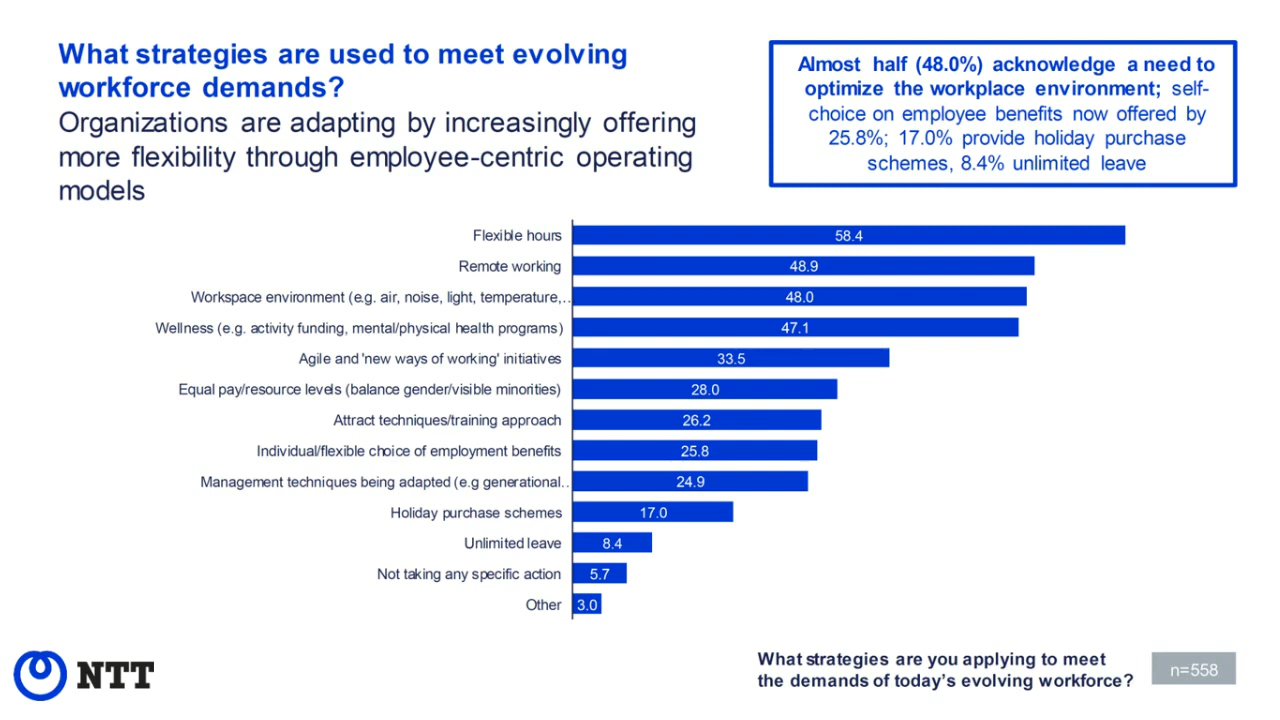 What strategies are used to meet evolving
workforce demands?
Organizations are adapting by increasingly offering
more flexibility through employee-centric operating
models
Almost half (48.0%) acknowledge a need to
optimize the workplace environment; self-
choice on employee benefits now offered by
25.8%; 17.0% provide holiday purchase
schemes, 8.4% unlimited leave
Flexible hours 58.4
Remote working 48.9
Workspace environment (e.g. air, noise, light, temperature,.. 48.0
Wellness (e.g. activity funding, mental/physical health programs) 47.1
Agile and 'new ways of working' initiatives 33.5
Equal pay/resource levels (balance gender/visible minorities) 28.0
Attract techniques/training approach 26.2
Individual/flexible choice of employment benefits 25.8
Management techniques being adapted (e.g generational.. 24.9
Holiday purchase schemes 17.0
Unlimited leave 8.4
Not taking any specific action 5.7
Other 3.0
NTT
What strategies are you applying to meet
the demands of today's evolving workforce?
n=558